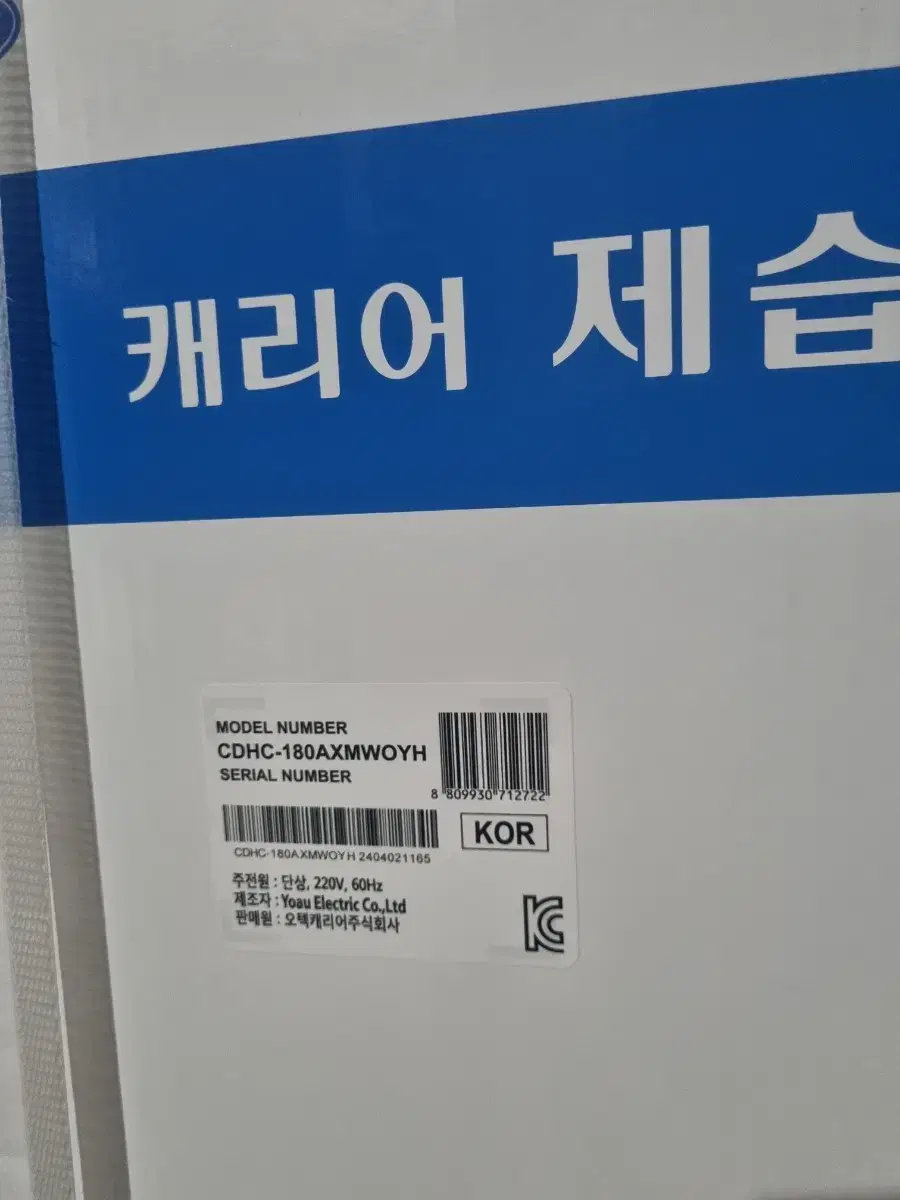 캐리어 제습
MODEL NUMBER
CDHC-180AXMWOYH
SERIAL NUMBER
8 809930 712722
KOR
CDHC-180AXMWOYH 2404021165
주전원 : 단상, 220V, 60Hz
제조자 : Yoau Electric Co.,Ltd
판매원 : 오텍캐리어주식회사